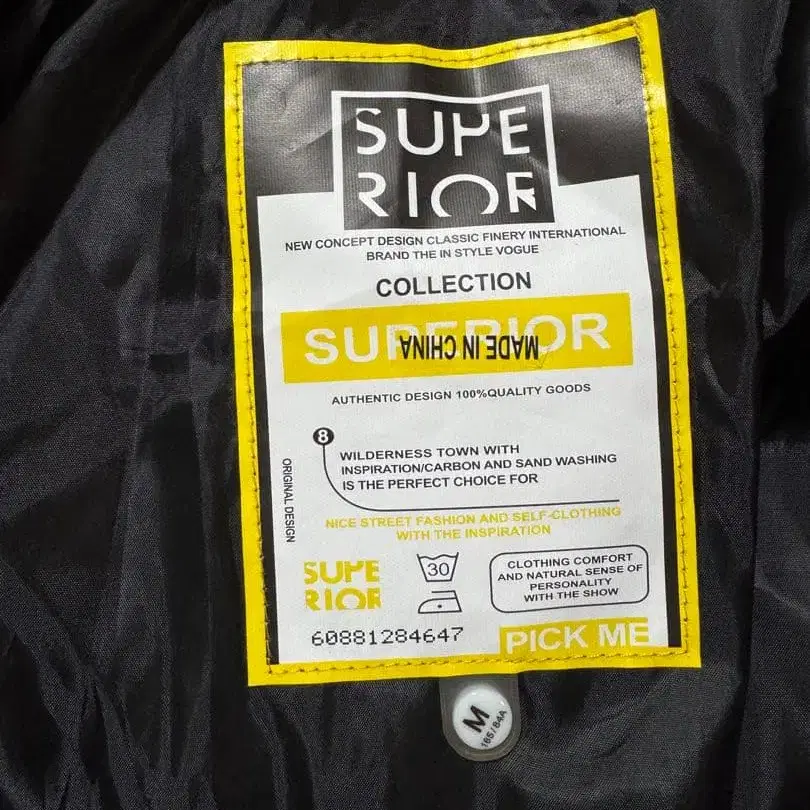 SUPE
RIOR
NEW CONCEPT DESIGN CLASSIC FINERY INTERNATIONAL
BRAND THE IN STYLE VOGUE
COLLECTION
SUPERIOR
MADE IN CHINA
AUTHENTIC DESIGN 100%QUALITY GOODS
8
WILDERNESS TOWN WITH
INSPIRATION/CARBON AND SAND WASHING
IS THE PERFECT CHOICE FOR
ORIGINAL DESIGN
NICE STREET FASHION AND SELF-CLOTHING
WITH THE INSPIRATION
SUPE
RIOR
30
CLOTHING COMFORT
AND NATURAL SENSE OF
PERSONALITY
WITH THE SHOW
60881284647
PICK ME
M
165/84A